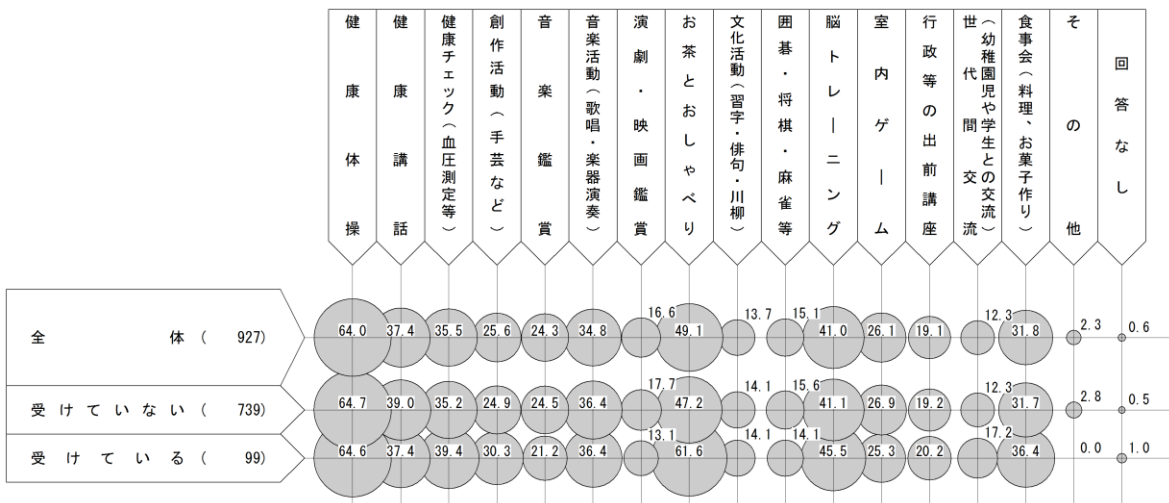 健康体操
健康講話
健康チェック（血圧測定等）
創作活動（手芸など）
音楽鑑賞
音楽活動（歌唱・楽器演奏）
演劇・映画鑑賞
お茶とおしゃべり
文化活動（習字・俳句・川柳）
囲碁・将棋・麻雀等
脳トレーニング
室内ゲーム
行政等の出前講座
世代間交流
（幼稚園児や学生との交流）
食事会（料理、お菓子作り）
その他
回答なし
全体（ 927） 64.0 37.4 35.5 25.6 24.3 34.8 16.6 49.1 13.7 15.1 41.0 26.1 19.1 12.3 31.8 2.3 0.6
受けていない（ 739） 64.7 39.0 35.2 24.9 24.5 36.4 17.7 47.2 14.1 15.6 41.1 26.9 19.2 12.3 31.7 2.8 0.5
受けている（ 99） 64.6 37.4 39.4 30.3 21.2 36.4 13.1 61.6 14.1 14.1 45.5 25.3 20.2 17.2 36.4 0.0 1.0